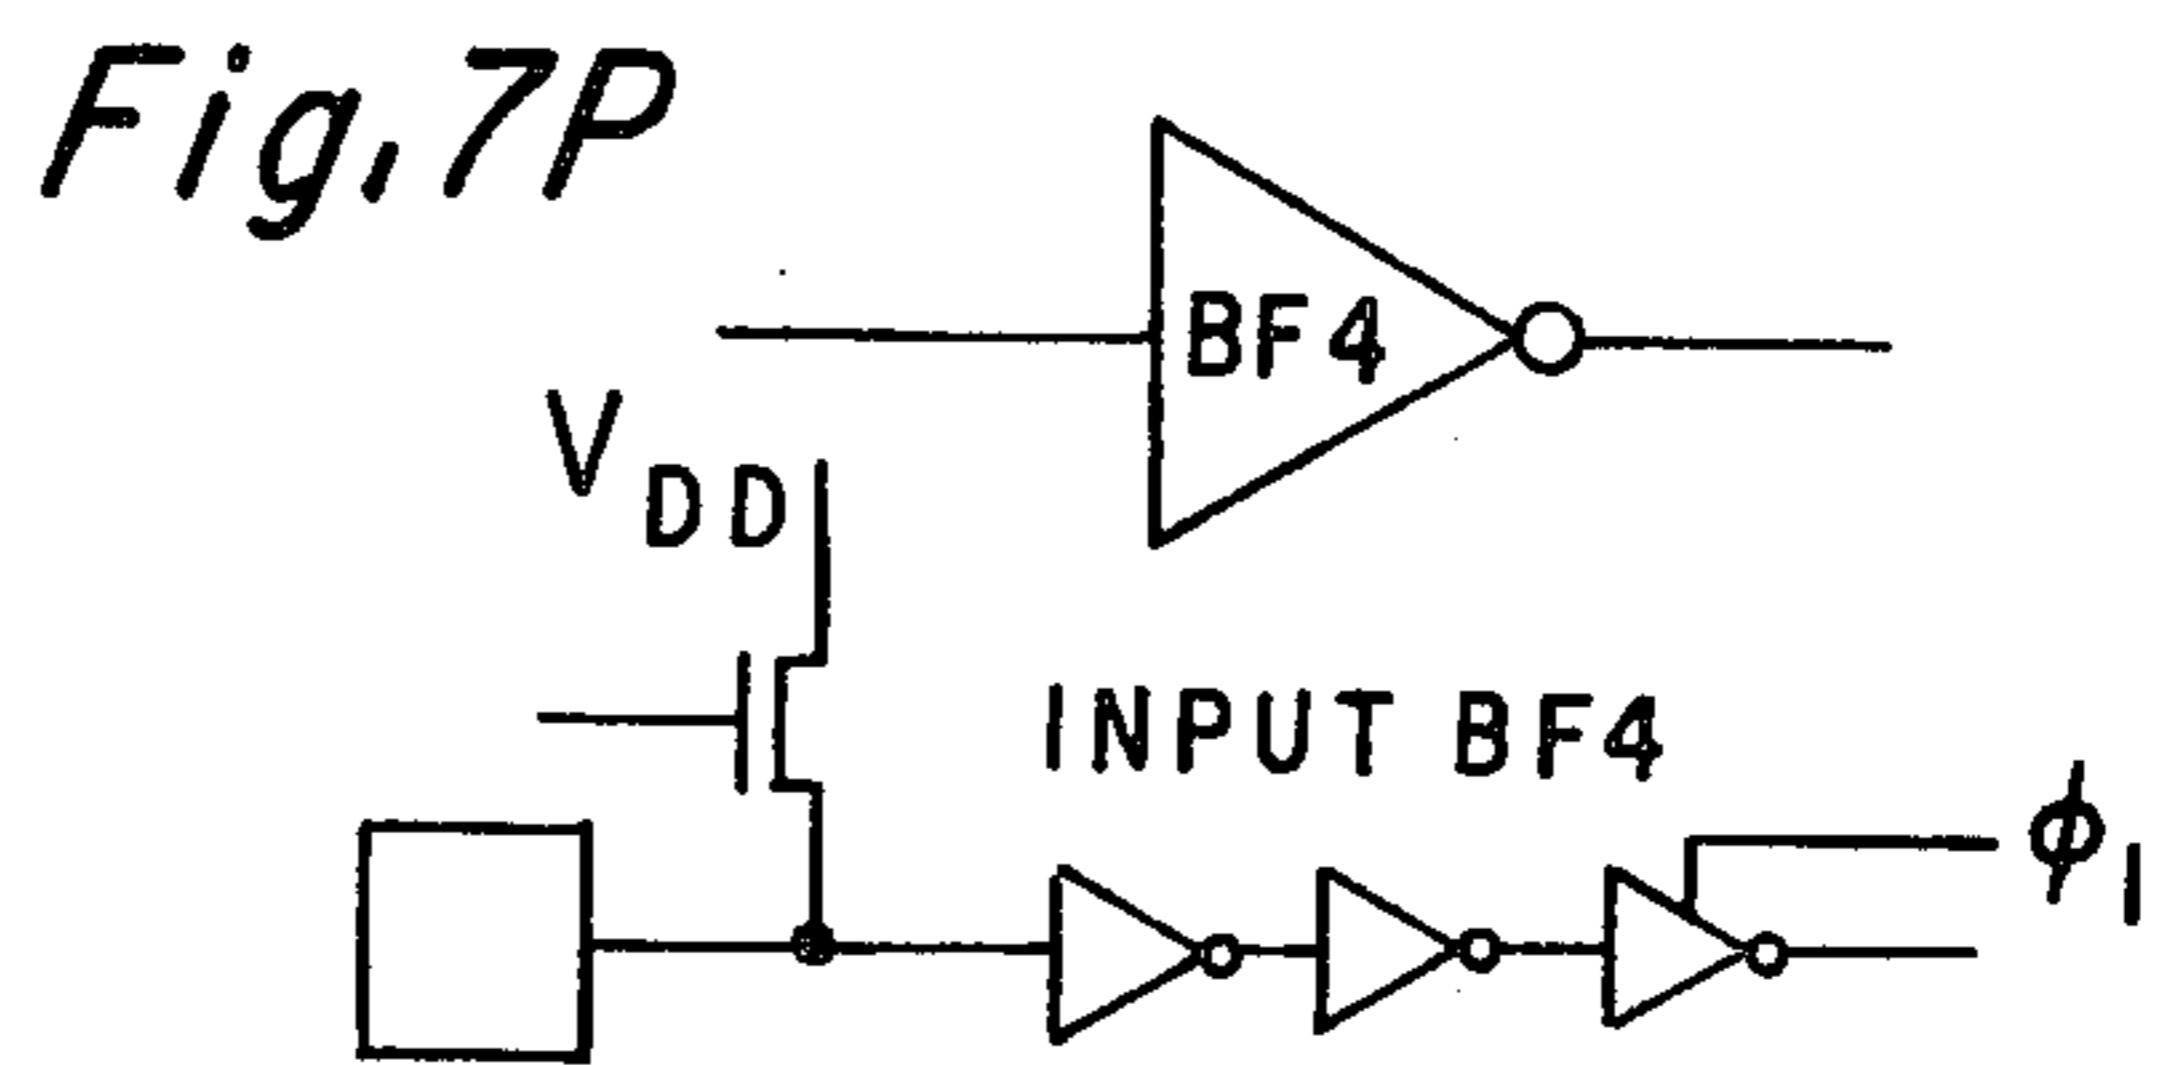 Fig. 7P
BF4
VDD
INPUT BF4
ϕ1